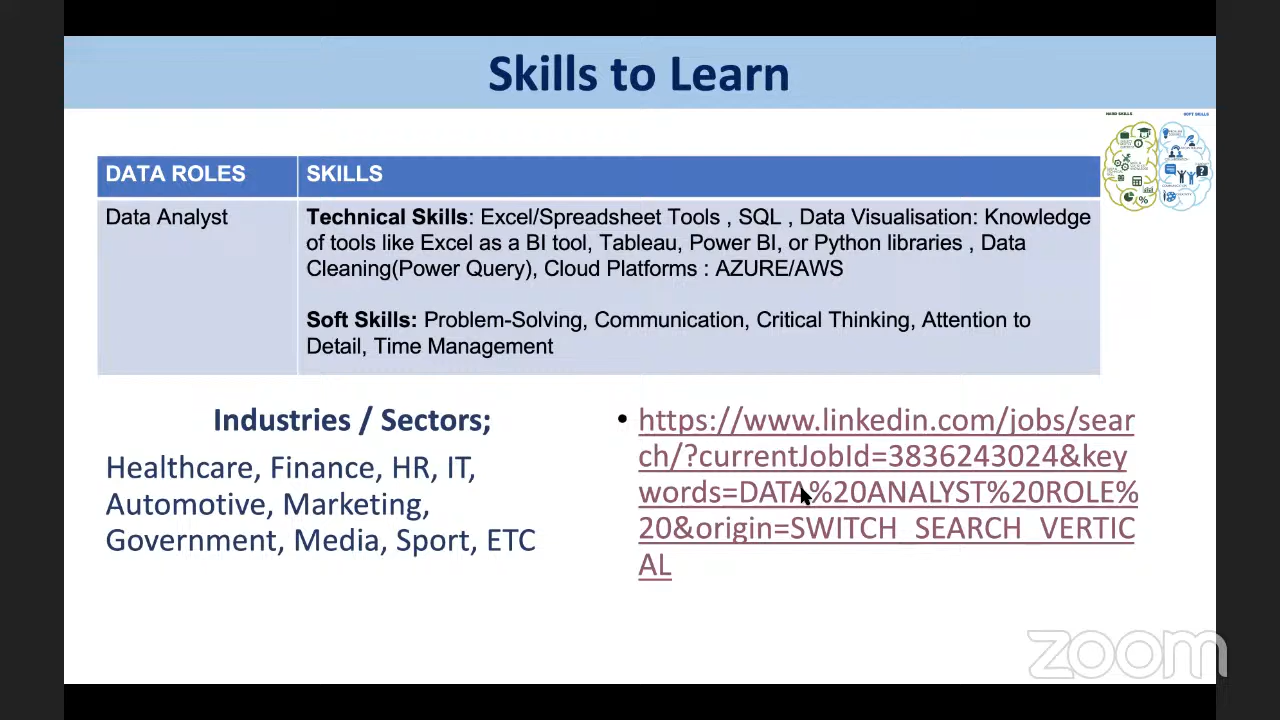 Skills to Learn
HARD SKILLS
SOFT SKILLS
DATA ROLES
SKILLS
Data Analyst
Technical Skills: Excel/Spreadsheet Tools , SQL , Data Visualisation: Knowledge
of tools like Excel as a BI tool, Tableau, Power BI, or Python libraries , Data
Cleaning(Power Query), Cloud Platforms : AZURE/AWS
Soft Skills: Problem-Solving, Communication, Critical Thinking, Attention to
Detail, Time Management
Industries / Sectors;
Healthcare, Finance, HR, IT,
Automotive, Marketing,
Government, Media, Sport, ETC
• https://www.linkedin.com/jobs/sear
ch/?currentJobId=3836243024&key
words=DATA%20ANALYST%20ROLE%
20&origin=SWITCH_SEARCH_VERTIC
AL
zoom